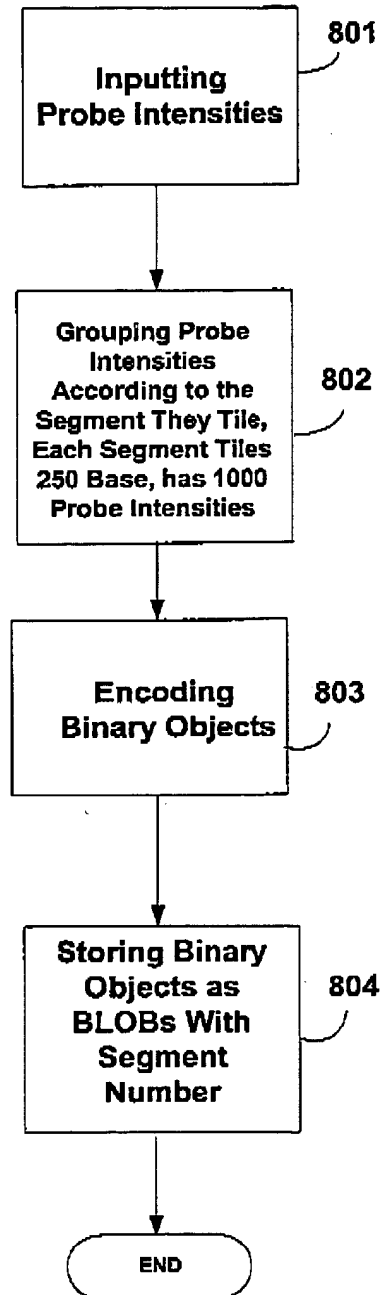 801
Inputting
Probe Intensities
Grouping Probe
Intensities
According to the
Segment They Tile,
Each Segment Tiles
250 Base, has 1000
Probe Intensities
802
Encoding
Binary Objects
803
Storing Binary
Objects as
BLOBs With
Segment
Number
804
END